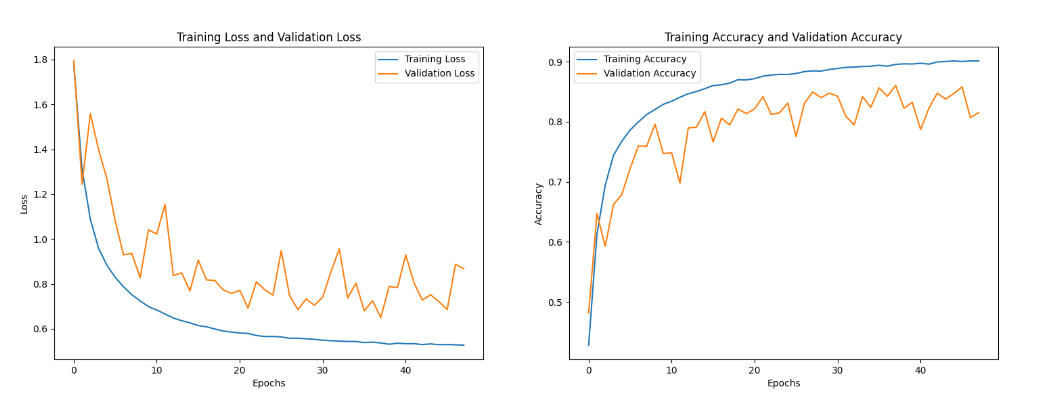 Training Loss and Validation Loss
Training Loss
Validation Loss
1.8
1.6
1.4
1.2
1.0
0.8
0.6
Loss
0
10
20
30
40
Epochs
Training Accuracy and Validation Accuracy
Training Accuracy
Validation Accuracy
0.9
0.8
0.7
0.6
0.5
Accuracy
0
10
20
30
40
Epochs